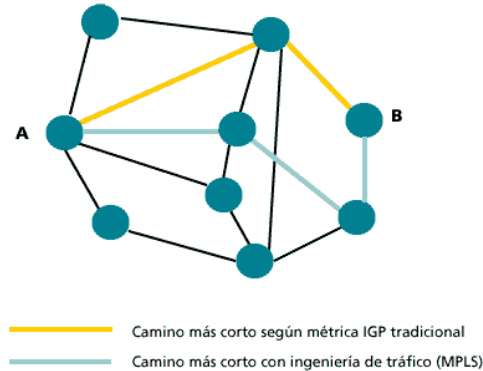 A
B
Camino más corto según métrica IGP tradicional
Camino más corto con ingeniería de tráfico (MPLS)